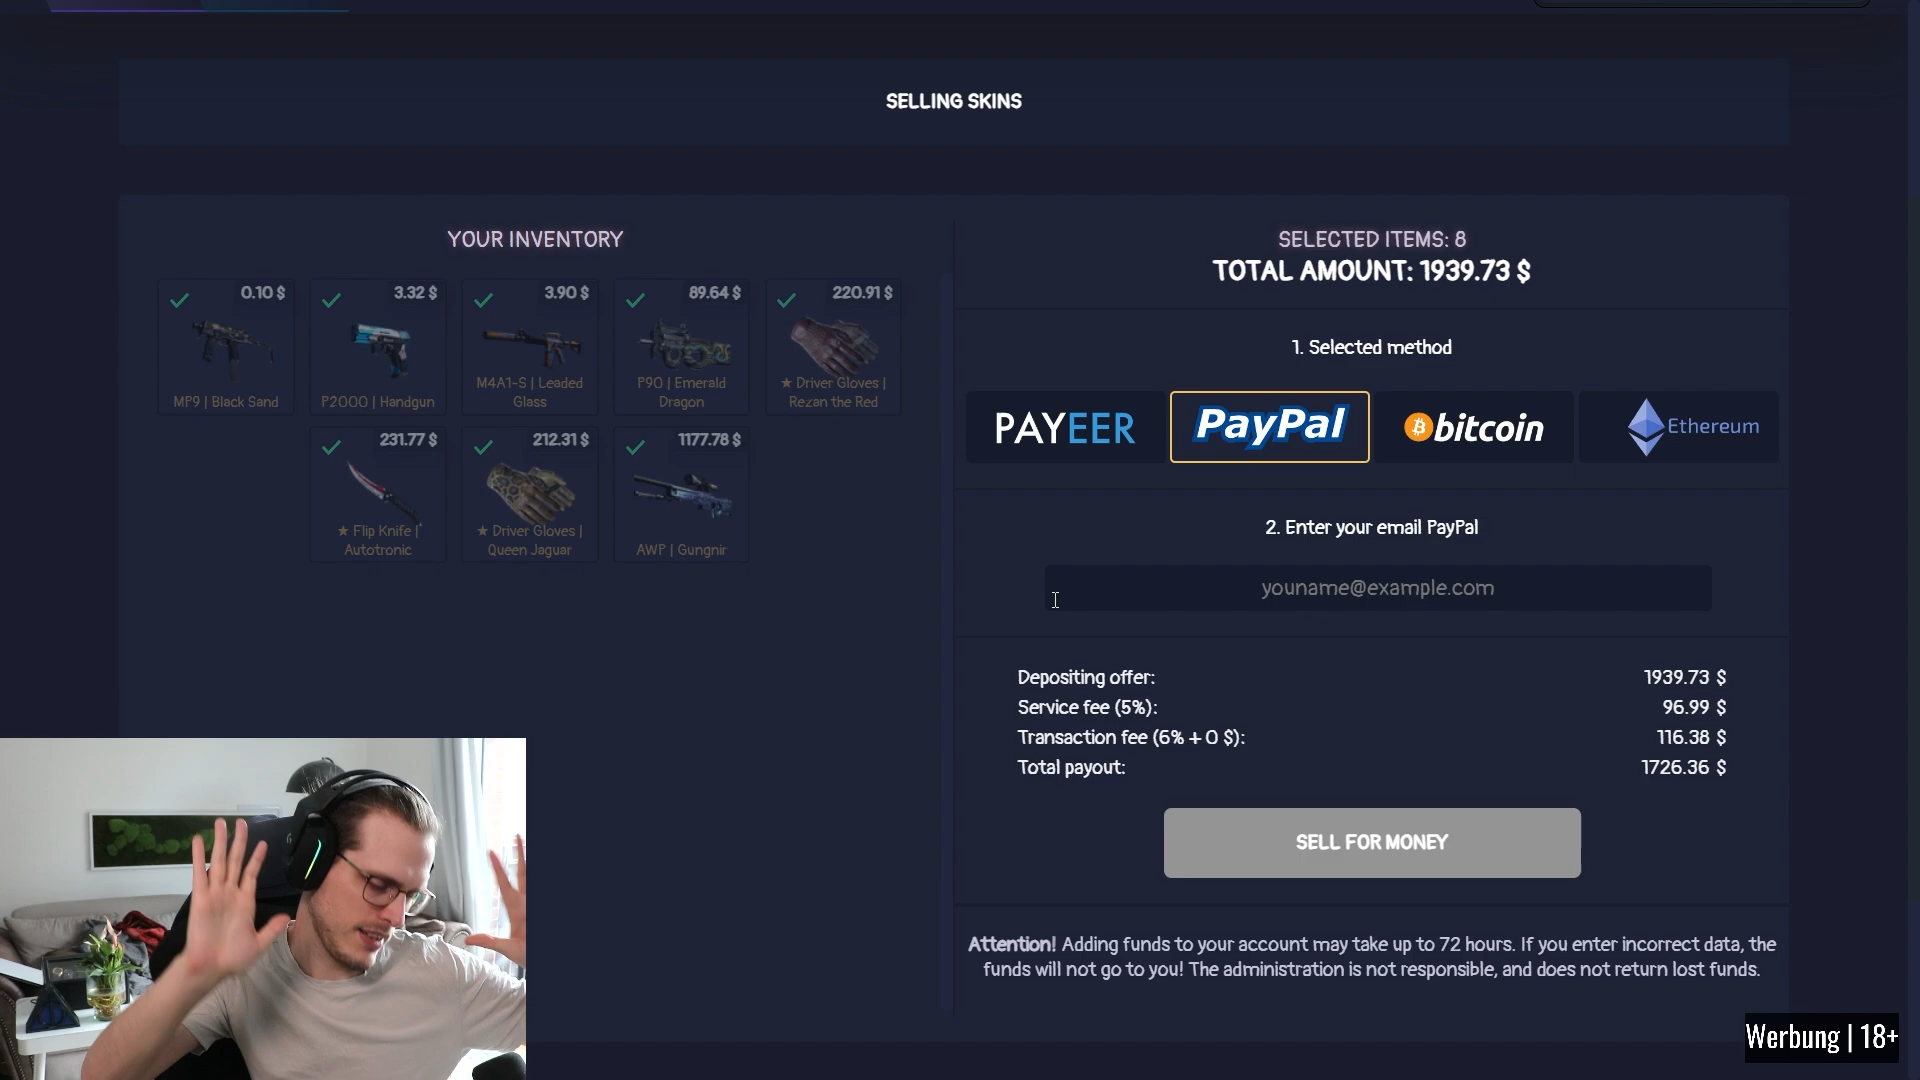 SELLING SKINS
YOUR INVENTORY
0.10 $
MP9 | Black Sand
3.32 $
P2000 | Handgun
3.90 $
M4A1-S | Leaded
Glass
89.64 $
P90 | Emerald
Dragon
220.91 $
★ Driver Gloves |
Rezan the Red
231.77 $
★ Flip Knife |
Autotronic
212.31 $
★ Driver Gloves |
Queen Jaguar
1177.78 $
AWP | Gungnir
SELECTED ITEMS: 8
TOTAL AMOUNT: 1939.73 $
1. Selected method
PAYEER
PayPal
bitcoin
Ethereum
2. Enter your email PayPal
youname@example.com
Depositing offer: 1939.73 $
Service fee (5%): 96.99 $
Transaction fee (6% + 0 $): 116.38 $
Total payout: 1726.36 $
SELL FOR MONEY
Attention! Adding funds to your account may take up to 72 hours. If you enter incorrect data, the
funds will not go to you! The administration is not responsible, and does not return lost funds.
Werbung | 18+